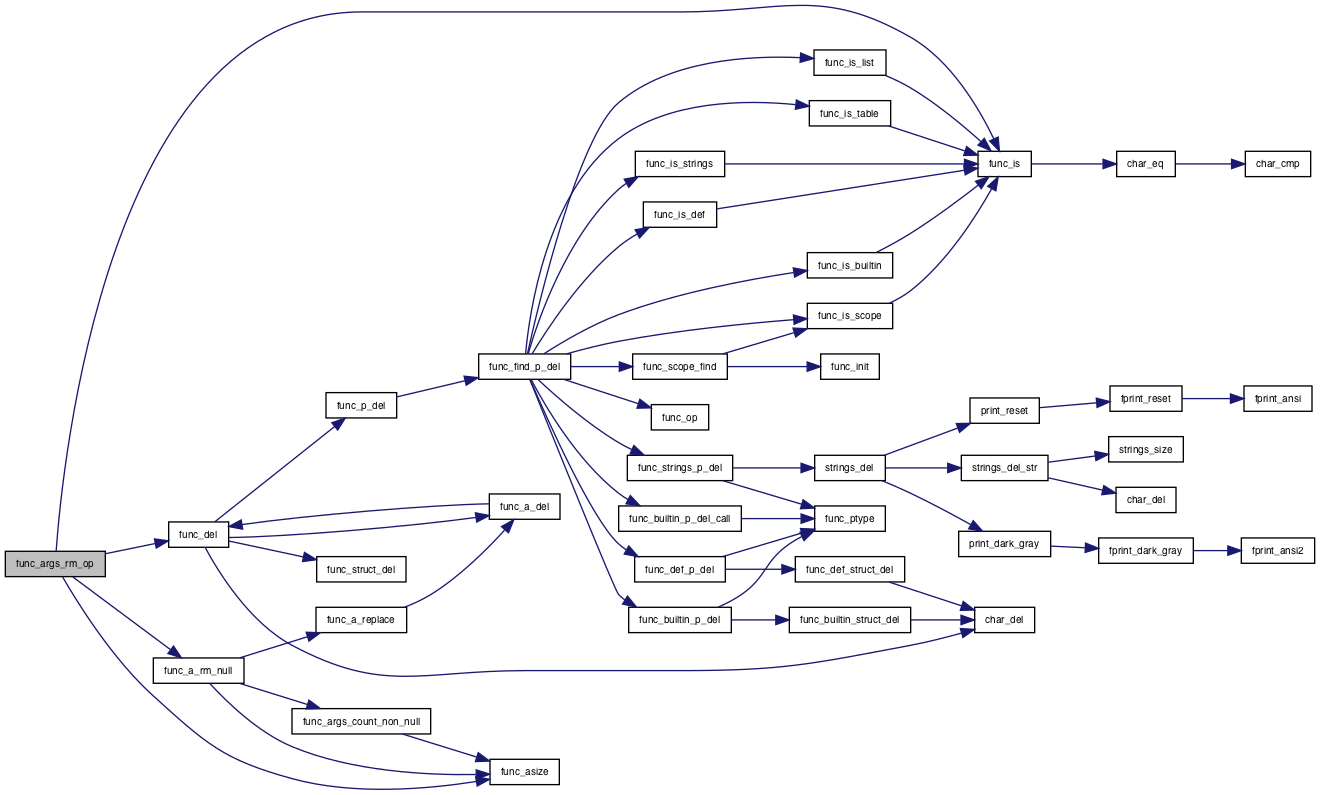 func_is_list
func_is_table
func_is_strings
func_is
char_eq
char_cmp
func_is_def
func_is_builtin
func_is_scope
func_find_p_del
func_scope_find
func_init
func_p_del
func_op
print_reset
fprint_reset
fprint_ansi
func_strings_p_del
strings_del
strings_del_str
strings_size
char_del
func_a_del
func_builtin_p_del_call
func_ptype
func_del
print_dark_gray
fprint_dark_gray
fprint_ansi2
func_args_rm_op
func_struct_del
func_def_p_del
func_def_struct_del
func_a_replace
func_builtin_p_del
func_builtin_struct_del
char_del
func_a_rm_null
func_args_count_non_null
func_asize